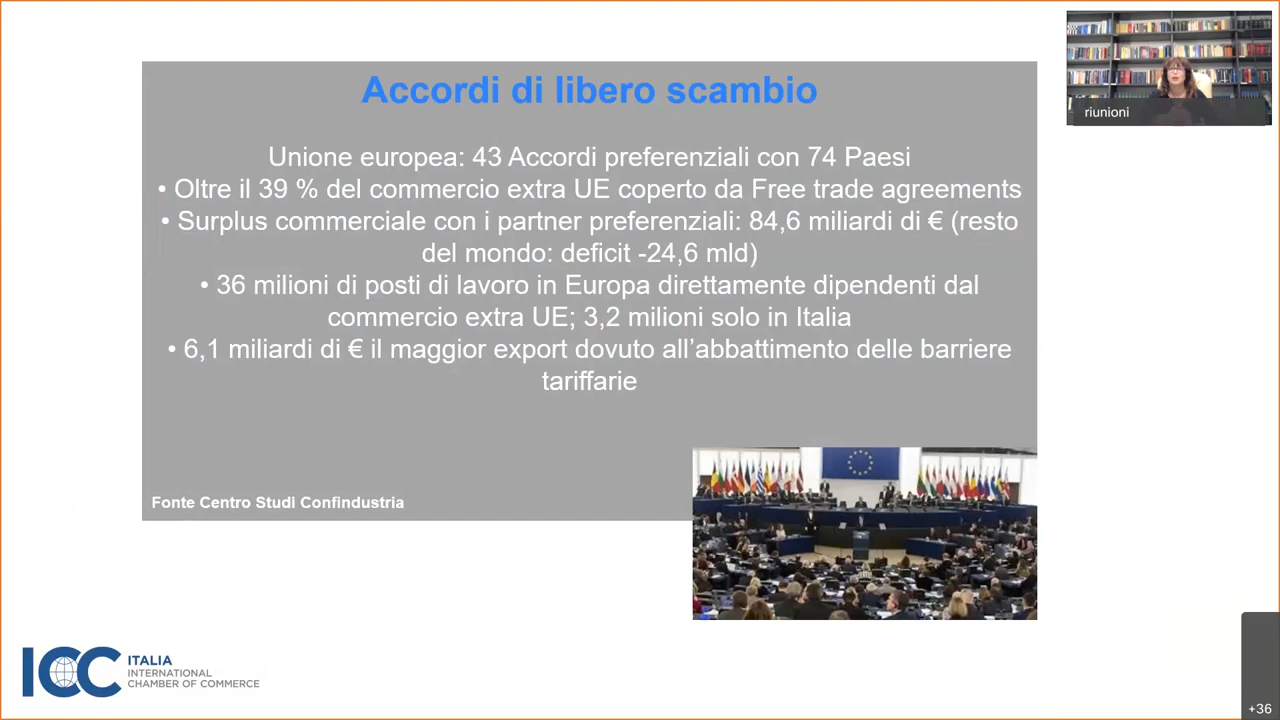 Accordi di libero scambio
Unione europea: 43 Accordi preferenziali con 74 Paesi
• Oltre il 39 % del commercio extra UE coperto da Free trade agreements
• Surplus commerciale con i partner preferenziali: 84,6 miliardi di € (resto
del mondo: deficit -24,6 mld)
• 36 milioni di posti di lavoro in Europa direttamente dipendenti dal
commercio extra UE; 3,2 milioni solo in Italia
• 6,1 miliardi di € il maggior export dovuto all’abbattimento delle barriere
tariffarie
Fonte Centro Studi Confindustria
riunioni
ICC
ITALIA
INTERNATIONAL
CHAMBER OF COMMERCE
+36